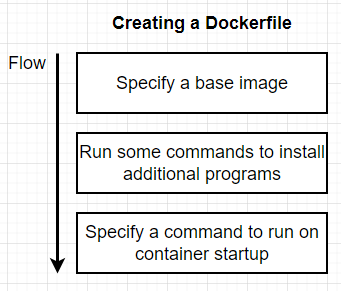 Creating a Dockerfile
Flow
Specify a base image
Run some commands to install
additional programs
Specify a command to run on
container startup